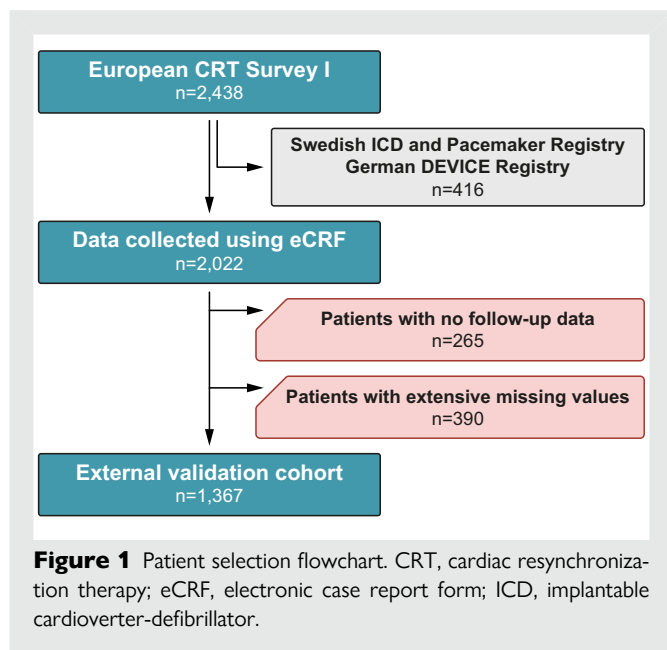 European CRT Survey I
n=2,438
Swedish ICD and Pacemaker Registry
German DEVICE Registry
n=416
Data collected using eCRF
n=2,022
Patients with no follow-up data
n=265
Patients with extensive missing values
n=390
External validation cohort
n=1,367
Figure 1 Patient selection flowchart. CRT, cardiac resynchroniza-
tion therapy; eCRF, electronic case report form; ICD, implantable
cardioverter-defibrillator.